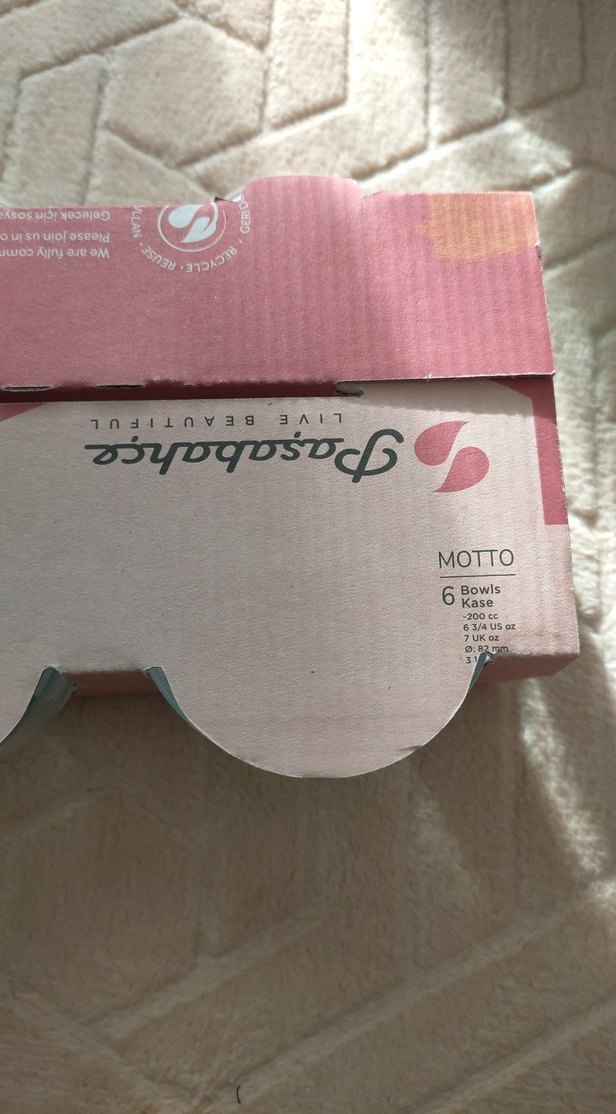 Gelecek için
Please join us in
We are fully
RECYCLE • REUSE •
Paşabahçe
LIVE BEAUTIFUL
MOTTO
6 Bowls
Kase
-200 cc
6 3/4 US oz
7 UK oz
Ø: 82 mm